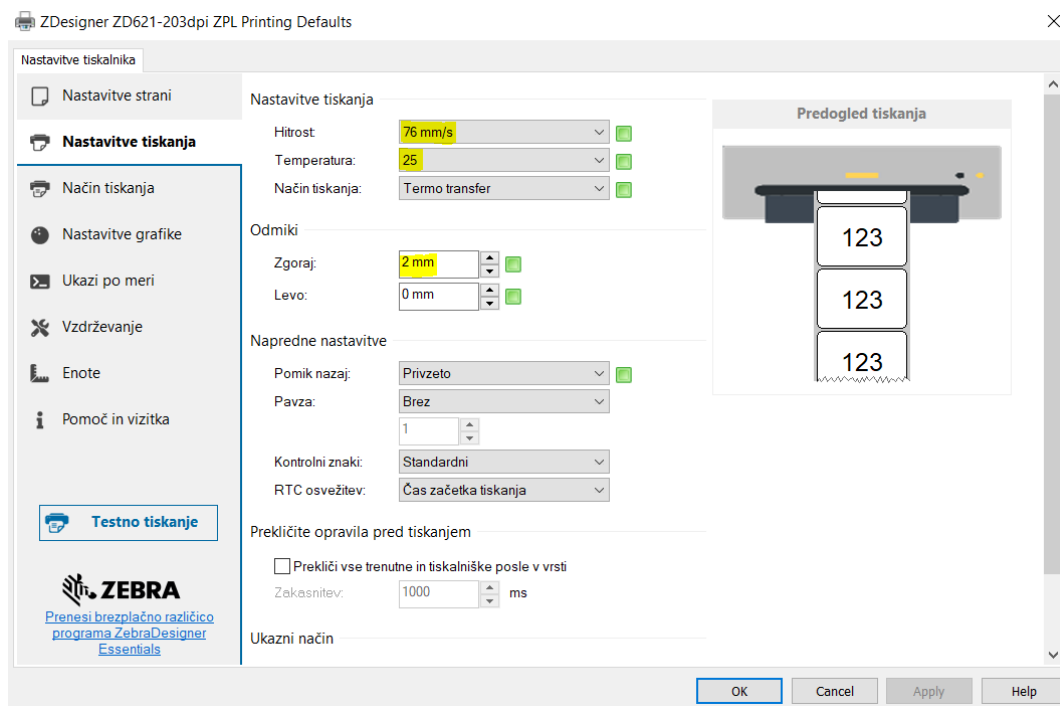 ZDesigner ZD621-203dpi ZPL Printing Defaults
Nastavitve tiskalnika
Nastavitve strani
Nastavitve tiskanja
Način tiskanja
Nastavitve grafike
Ukazi po meri
Vzdrževanje
Enote
Pomoč in vizitka
Testno tiskanje
ZEBRA
Prenesi brezplačno različico
programa ZebraDesigner
Essentials
Nastavitve tiskanja
Hitrost: 76 mm/s
Temperatura: 25
Način tiskanja: Termo transfer
Odmiki
Zgoraj: 2 mm
Levo: 0 mm
Napredne nastavitve
Pomik nazaj: Privzeto
Pavza: Brez
1
Kontrolni znaki: Standardni
RTC osvežitev: Čas začetka tiskanja
Prekličite opravila pred tiskanjem
Prekliči vse trenutne in tiskalniške posle v vrsti
Zakasnitev: 1000 ms
Ukazni način
Predogled tiskanja
123
123
123
OK Cancel Apply Help